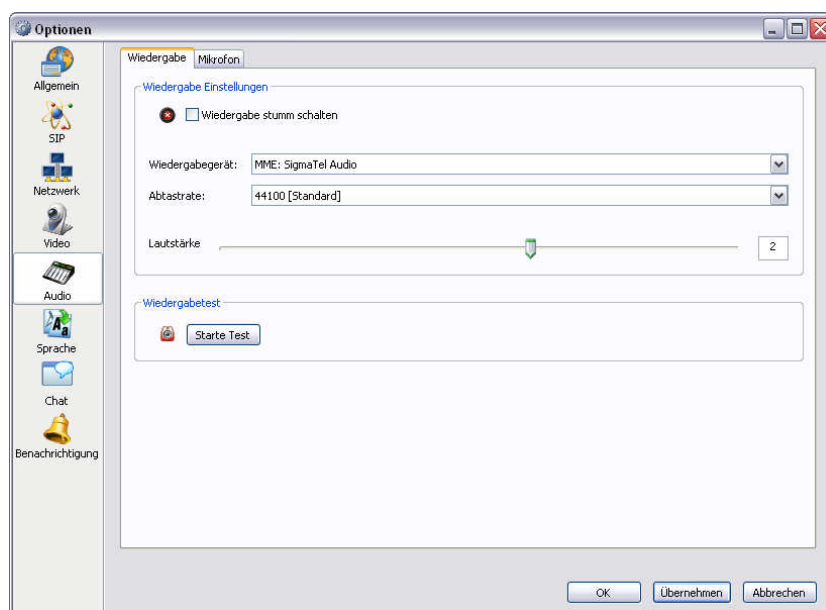 Optionen
Allgemein
SIP
Netzwerk
Video
Audio
Sprache
Chat
Benachrichtigung
Wiedergabe Mikrofon
Wiedergabe Einstellungen
Wiedergabe stumm schalten
Wiedergabegerät: MME: SigmaTel Audio
Abtastrate: 44100 [Standard]
Lautstärke 2
Wiedergabetest
Starte Test
OK Übernehmen Abbrechen